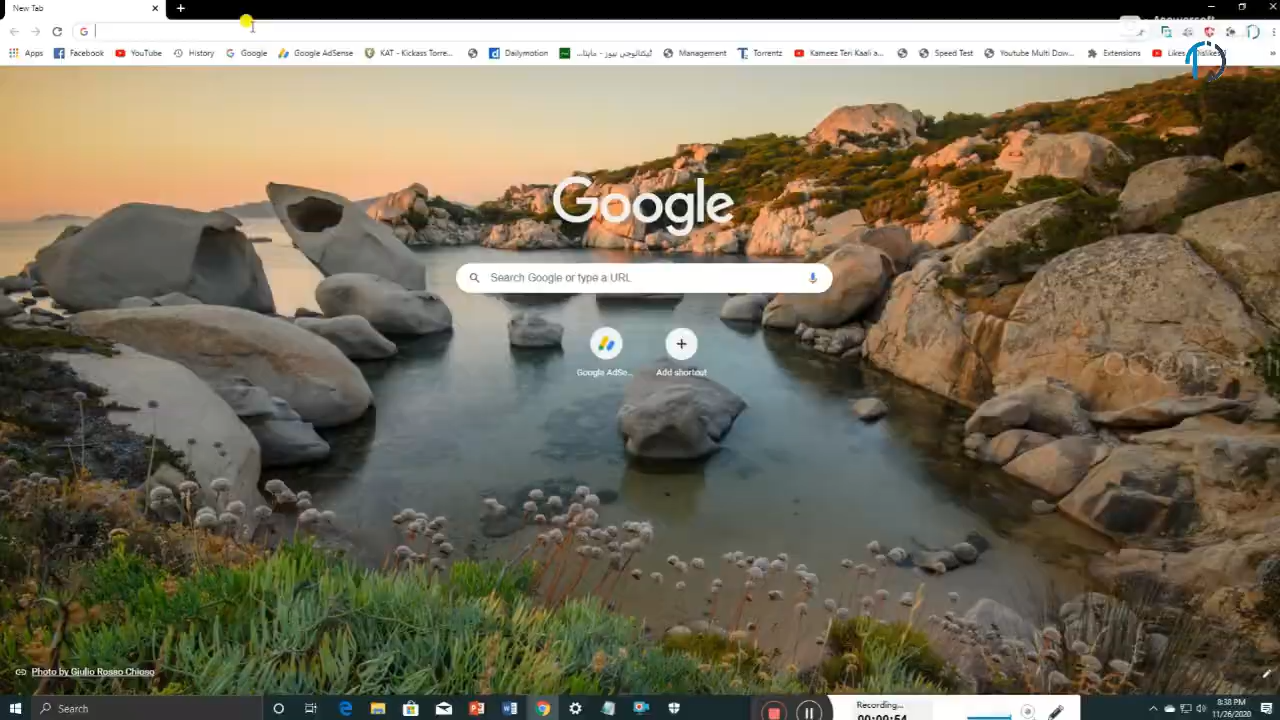 New Tab
Apps Facebook YouTube History Google Google AdSense KAT - Kickass Torre... Dailymotion Management Torrentz Kameez Teri Kaali a... Speed Test Youtube Multi Dow... Extensions
Google
Search Google or type a URL
Google AdSe... Add shortcut
Photo by Giulio Rosso Chioso
Search
Recording...
00:00:54
8:38 PM
11/26/2020